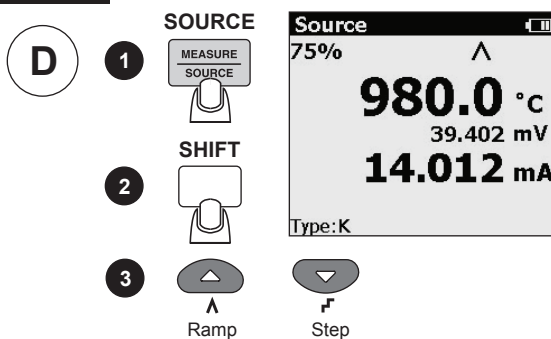 D
1
SOURCE
MEASURE
SOURCE
2
SHIFT
3
Ramp
Step
Source
75%
980.0 °C
39.402 mV
14.012 mA
Type:K